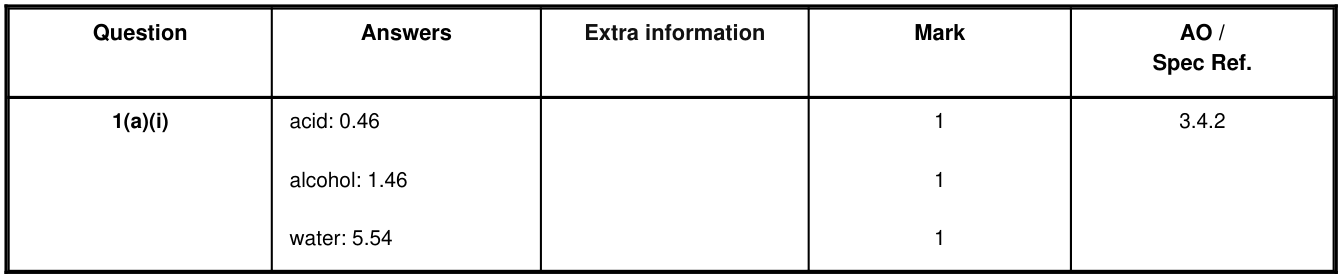 Question Answers Extra information Mark AO /
Spec Ref.
1(a)(i) acid: 0.46 1 3.4.2
alcohol: 1.46 1
water: 5.54 1